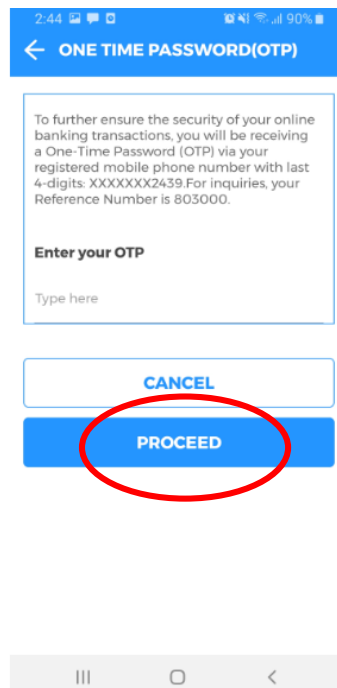 2:44 90%
ONE TIME PASSWORD(OTP)
To further ensure the security of your online
banking transactions, you will be receiving
a One-Time Password (OTP) via your
registered mobile phone number with last
4-digits: XXXXXXX2439.For inquiries, your
Reference Number is 803000.
Enter your OTP
Type here
CANCEL
PROCEED